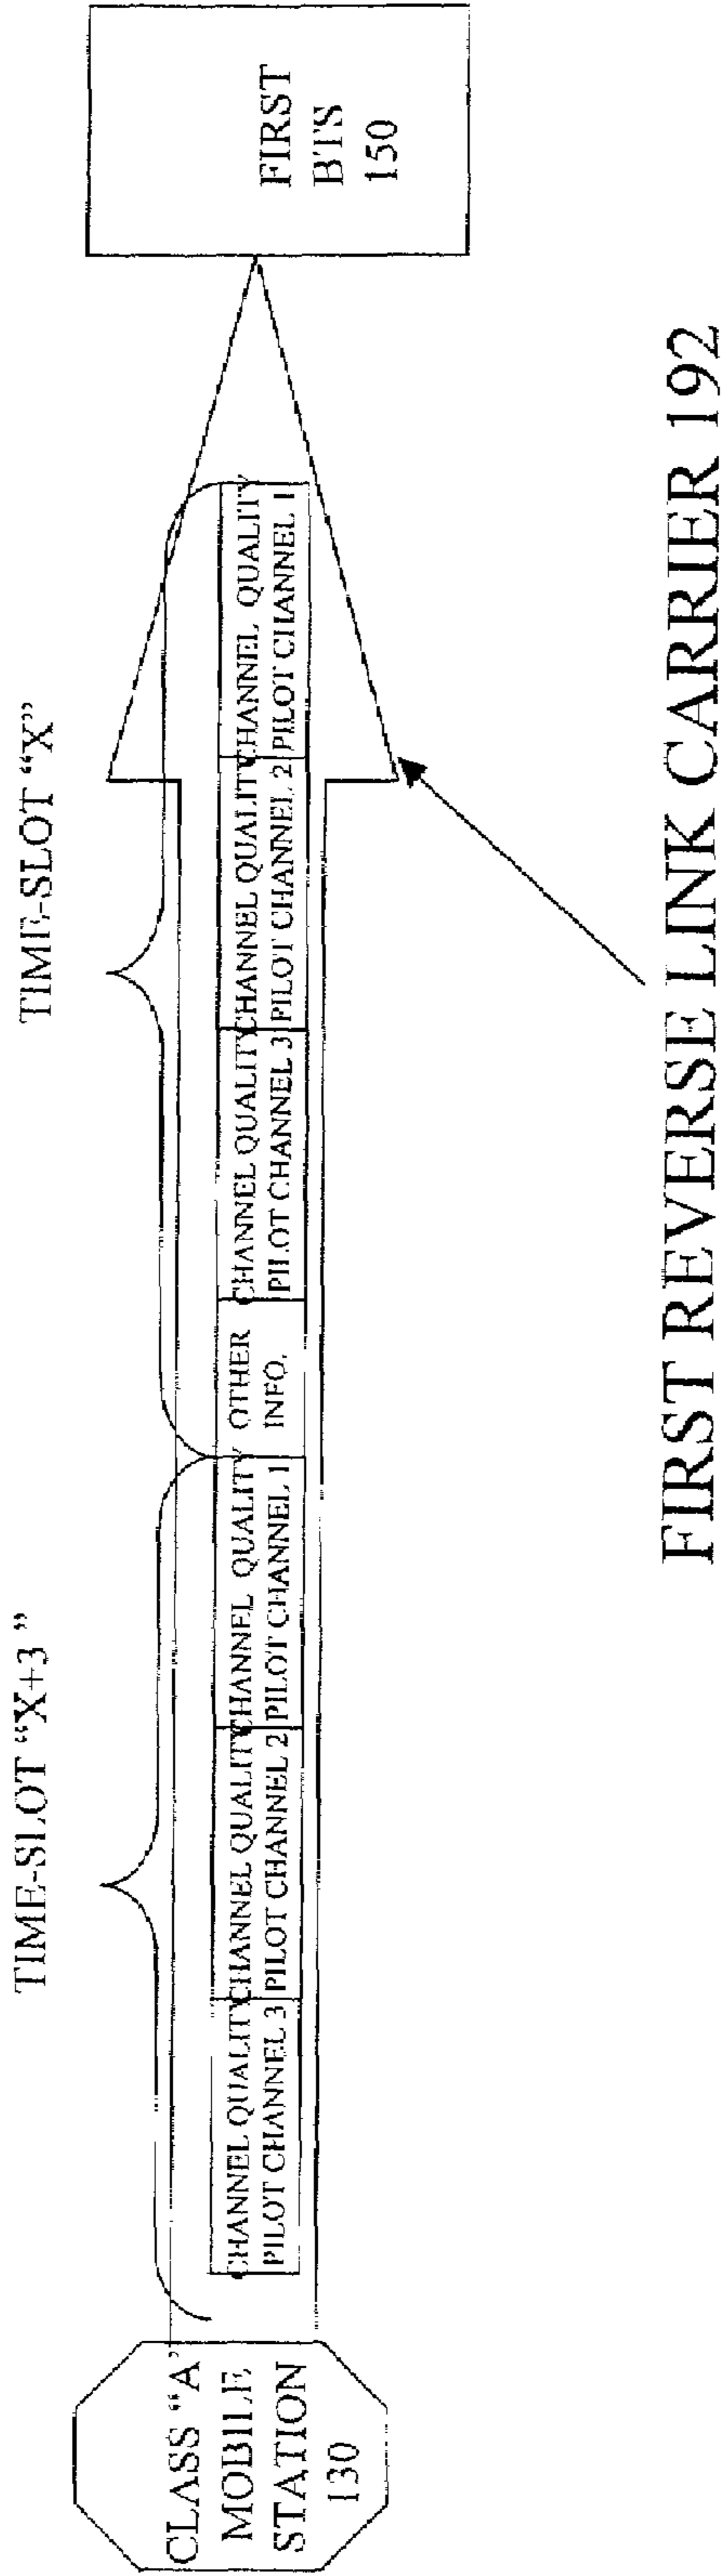 TIME-SLOT “X+3”
TIME-SLOT “X”
CLASS “A”
MOBILE
STATION
130
CHANNEL QUALITY
PILOT CHANNEL 3
CHANNEL QUALITY
PILOT CHANNEL 2
CHANNEL QUALITY
PILOT CHANNEL 1
OTHER
INFO.
CHANNEL QUALITY
PILOT CHANNEL 3
CHANNEL QUALITY
PILOT CHANNEL 2
CHANNEL QUALITY
PILOT CHANNEL 1
FIRST
BTS
150
FIRST REVERSE LINK CARRIER 192